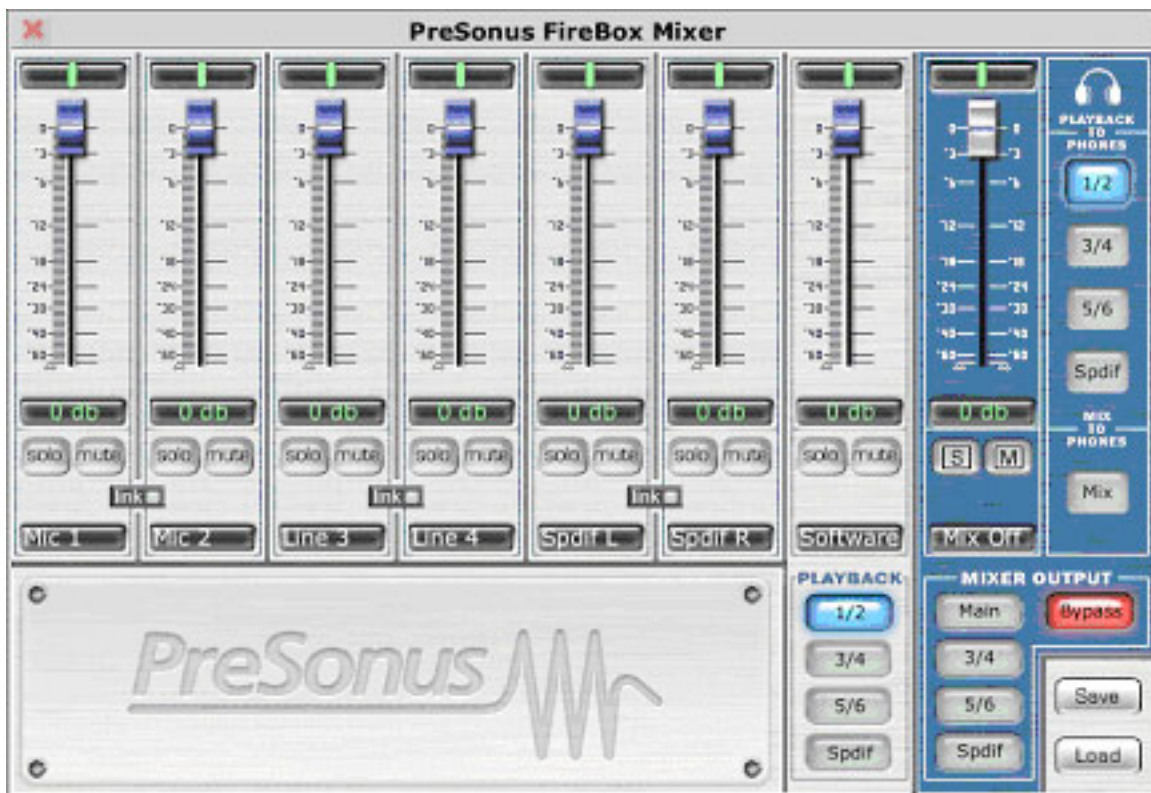 PreSonus FireBox Mixer
PLAYBACK
TO
PHONES
1/2
3/4
5/6
Spdif
MIX
TO
PHONES
Mix
0 db 0 db 0 db 0 db 0 db 0 db 0 db 0 db
solo mute solo mute solo mute solo mute solo mute solo mute solo mute S M
link link link
Mic 1 Mic 2 Line 3 Line 4 Spdif L Spdif R Software Mix Off
PreSonus
PLAYBACK
1/2
3/4
5/6
Spdif
MIXER OUTPUT
Main Bypass
3/4
5/6
Spdif
Save
Load